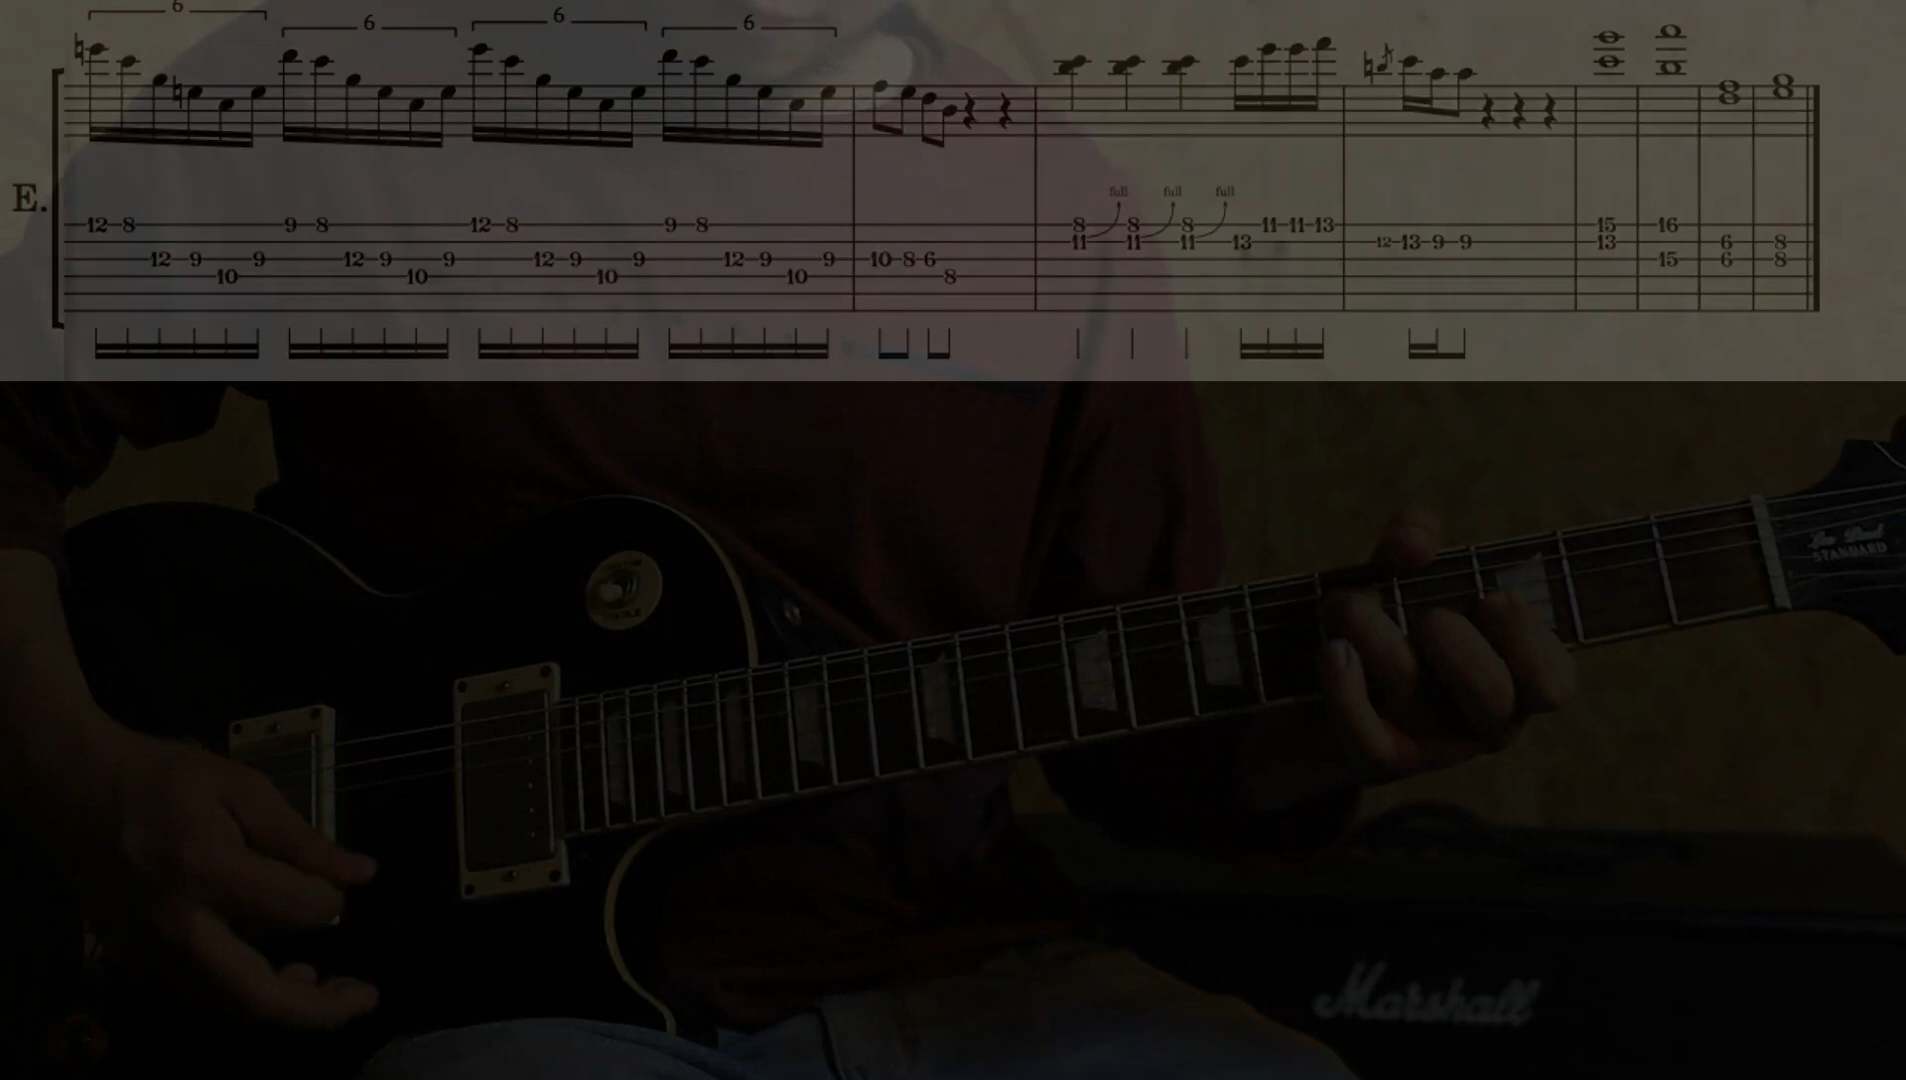 6 6 6 6
E.
full full full
12 8 9 8 12 8 9 8 8 8 8 11 11 13 15 16
11 11 11 13 12 13 9 9 13 6 8
12 9 9 12 9 9 12 9 9 12 9 9 10 8 6 15 6 8
10 10 10 10 8
Les Paul
STANDARD
Marshall